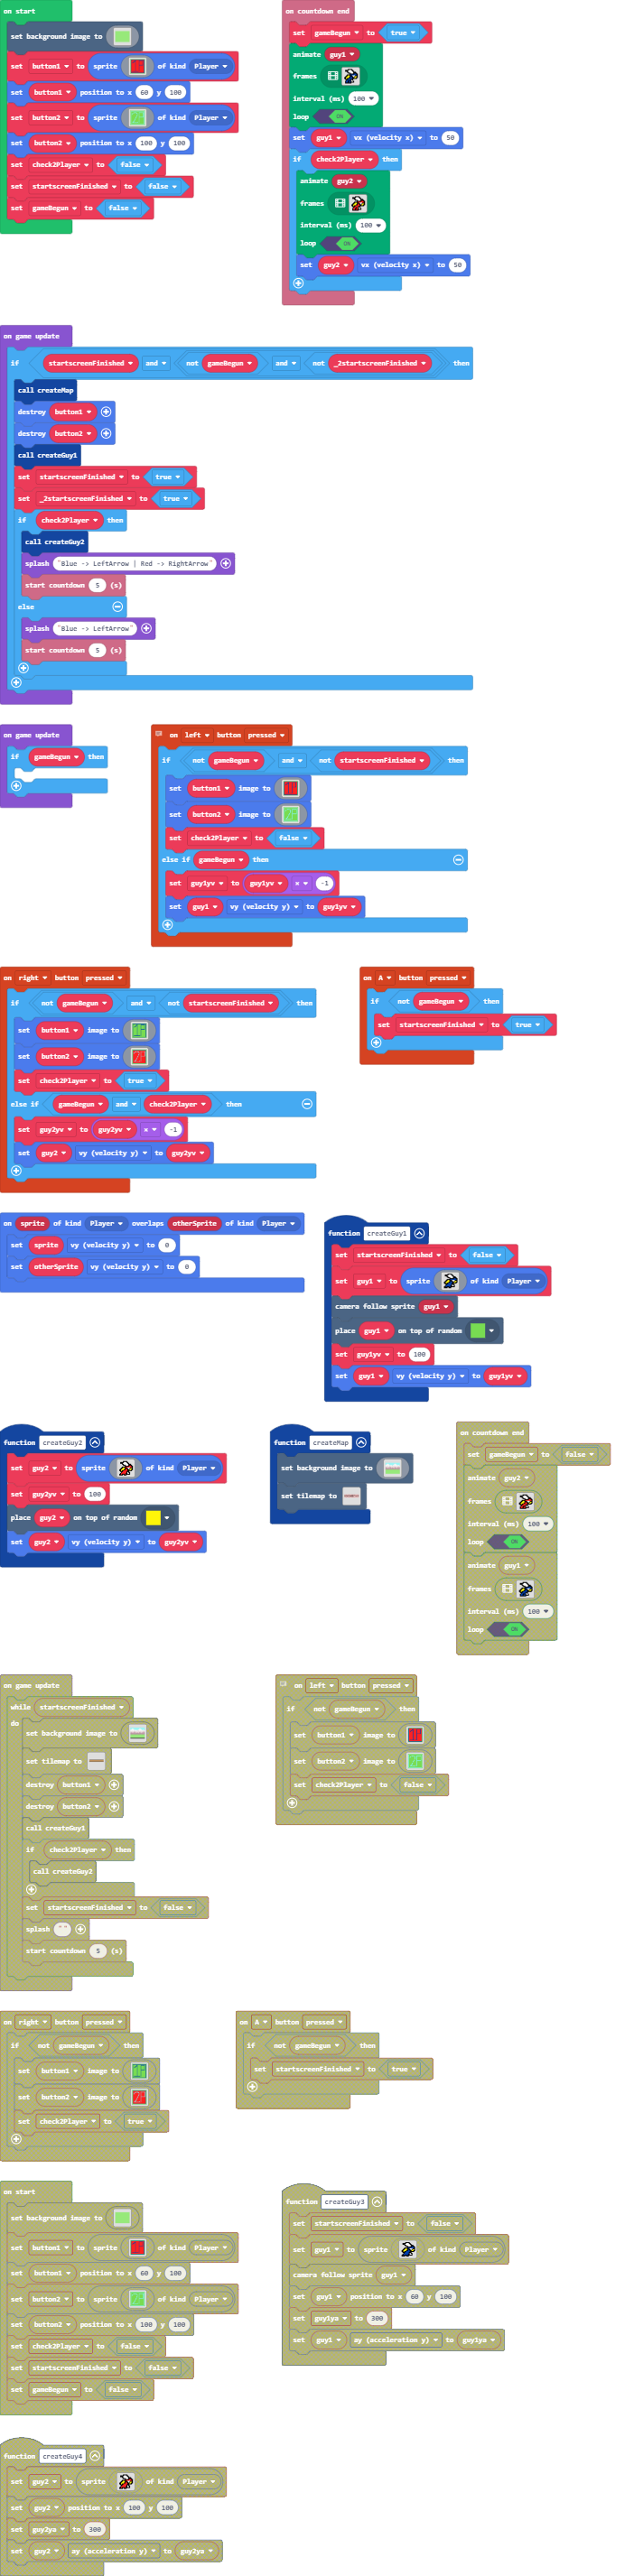 on start
set background image to
set button1 to sprite of kind Player
set button1 position to x 60 y 100
set button2 to sprite of kind Player
set button2 position to x 100 y 100
set check2Player to false
set startscreenFinished to false
set gameBegun to false
on countdown end
set gameBegun to true
animate guy1
frames
interval (ms) 100
loop ON
set guy1 vx (velocity x) to 50
if check2Player then
animate guy2
frames
interval (ms) 100
loop ON
set guy2 vx (velocity x) to 50
on game update
if startscreenFinished and not gameBegun and not _2startscreenFinished then
call createMap
destroy button1
destroy button2
call createGuy1
set startscreenFinished to true
set _2startscreenFinished to true
if check2Player then
call createGuy2
splash "Blue -> LeftArrow | Red -> RightArrow"
start countdown 5 (s)
else
splash "Blue -> LeftArrow"
start countdown 5 (s)
on game update
if gameBegun then
on left button pressed
if not gameBegun and not startscreenFinished then
set button1 image to
set button2 image to
set check2Player to false
else if gameBegun then
set guy1yv to guy1yv × -1
set guy1 vy (velocity y) to guy1yv
on right button pressed
if not gameBegun and not startscreenFinished then
set button1 image to
set button2 image to
set check2Player to true
else if gameBegun and check2Player then
set guy2yv to guy2yv × -1
set guy2 vy (velocity y) to guy2yv
on A button pressed
if not gameBegun then
set startscreenFinished to true
on sprite of kind Player overlaps otherSprite of kind Player
set sprite vy (velocity y) to 0
set otherSprite vy (velocity y) to 0
function createGuy1
set startscreenFinished to false
set guy1 to sprite of kind Player
camera follow sprite guy1
place guy1 on top of random
set guy1yv to 100
set guy1 vy (velocity y) to guy1yv
function createGuy2
set guy2 to sprite of kind Player
set guy2yv to 100
place guy2 on top of random
set guy2 vy (velocity y) to guy2yv
function createMap
set background image to
set tilemap to
on countdown end
set gameBegun to false
animate guy2
frames
interval (ms) 100
loop ON
animate guy1
frames
interval (ms) 100
loop ON
on game update
while startscreenFinished
do
set background image to
set tilemap to
destroy button1
destroy button2
call createGuy1
if check2Player then
call createGuy2
set startscreenFinished to false
splash " "
start countdown 5 (s)
on left button pressed
if not gameBegun then
set button1 image to
set button2 image to
set check2Player to false
on right button pressed
if not gameBegun then
set button1 image to
set button2 image to
set check2Player to true
on A button pressed
if not gameBegun then
set startscreenFinished to true
on start
set background image to
set button1 to sprite of kind Player
set button1 position to x 60 y 100
set button2 to sprite of kind Player
set button2 position to x 100 y 100
set check2Player to false
set startscreenFinished to false
set gameBegun to false
function createGuy3
set startscreenFinished to false
set guy1 to sprite of kind Player
camera follow sprite guy1
set guy1 position to x 60 y 100
set guy1ya to 300
set guy1 ay (acceleration y) to guy1ya
function createGuy4
set guy2 to sprite of kind Player
set guy2 position to x 100 y 100
set guy2ya to 300
set guy2 ay (acceleration y) to guy2ya